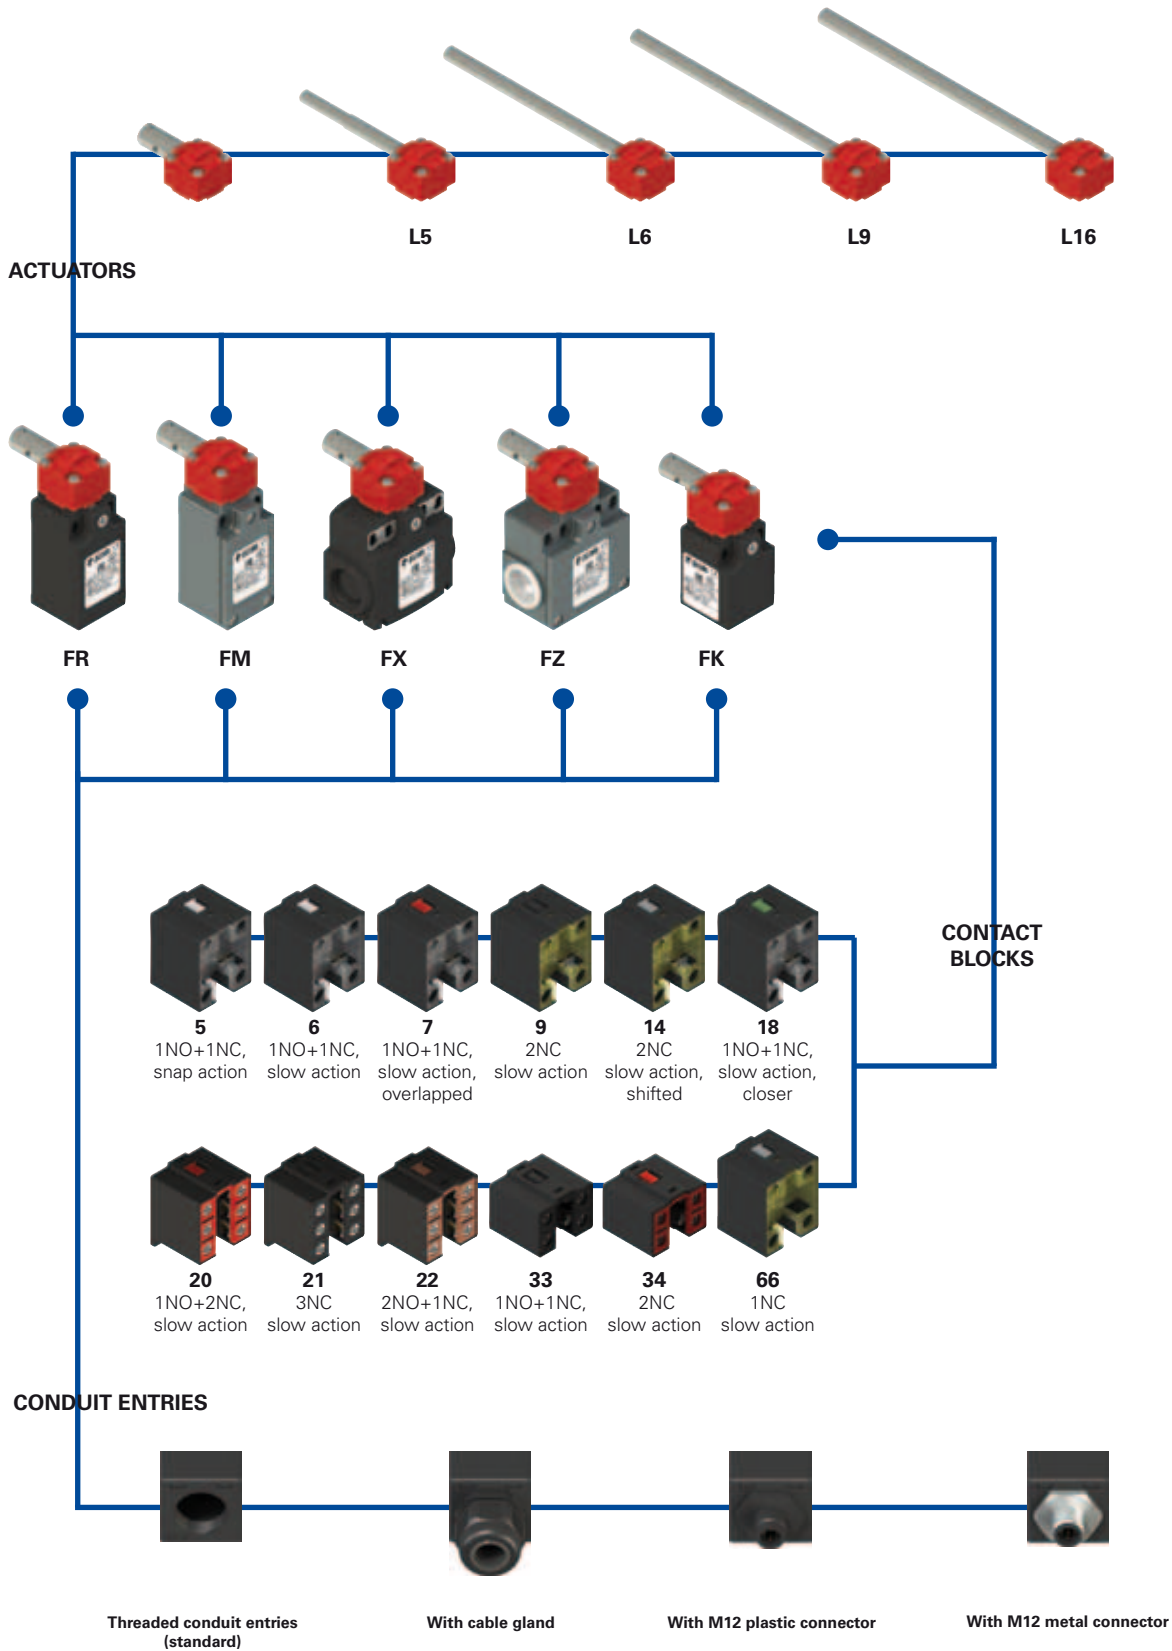 L5
L6
L9
L16
ACTUATORS
FR
FM
FX
FZ
FK
CONTACT
BLOCKS
5
1NO+1NC,
snap action
6
1NO+1NC,
slow action
7
1NO+1NC,
slow action,
overlapped
9
2NC
slow action
14
2NC
slow action,
shifted
18
1NO+1NC,
slow action,
closer
20
1NO+2NC,
slow action
21
3NC
slow action
22
2NO+1NC,
slow action
33
1NO+1NC,
slow action
34
2NC
slow action
66
1NC
slow action
CONDUIT ENTRIES
Threaded conduit entries
(standard)
With cable gland
With M12 plastic connector
With M12 metal connector